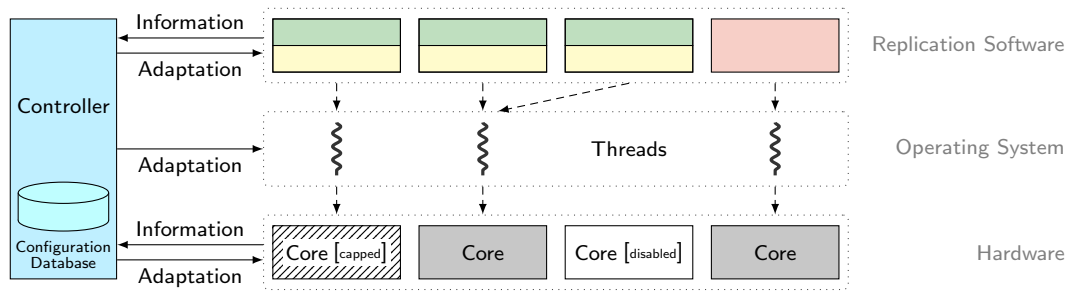 Information
Adaptation
Controller
Adaptation
Configuration
Database
Information
Adaptation
Replication Software
Threads
Operating System
Core [capped]
Core
Core [disabled]
Core
Hardware